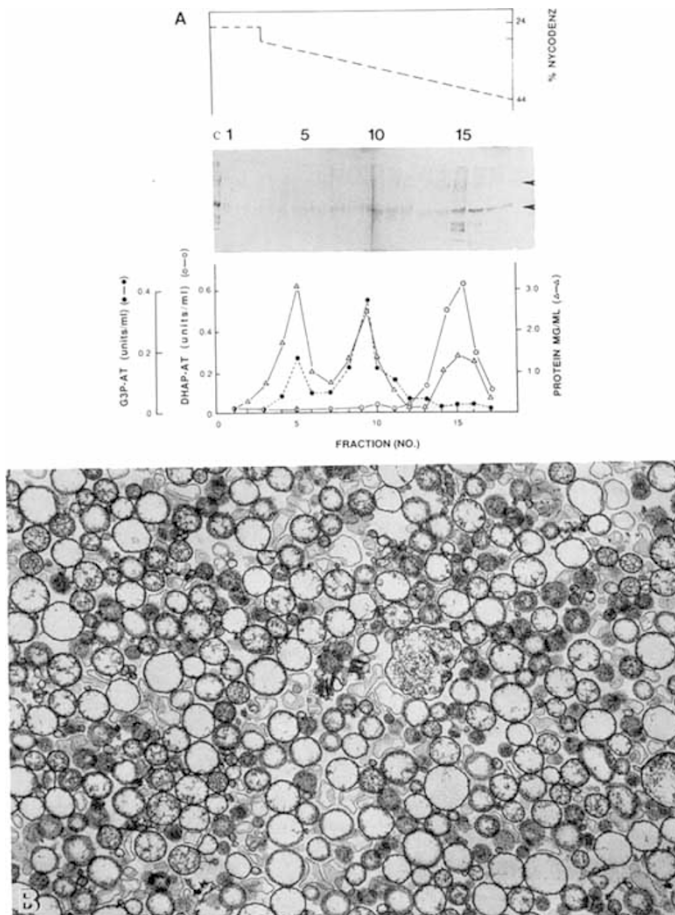 A
24
44
% NYCODENZ
C 1 5 10 15
G3P-AT (units/ml) (●–●)
0.4
0.2
0
DHAP-AT (units/ml) (o–o)
0.6
0.4
0.2
0
3.0
2.0
1.0
PROTEIN MG/ML (△–△)
0 5 10 15
FRACTION (NO.)
B